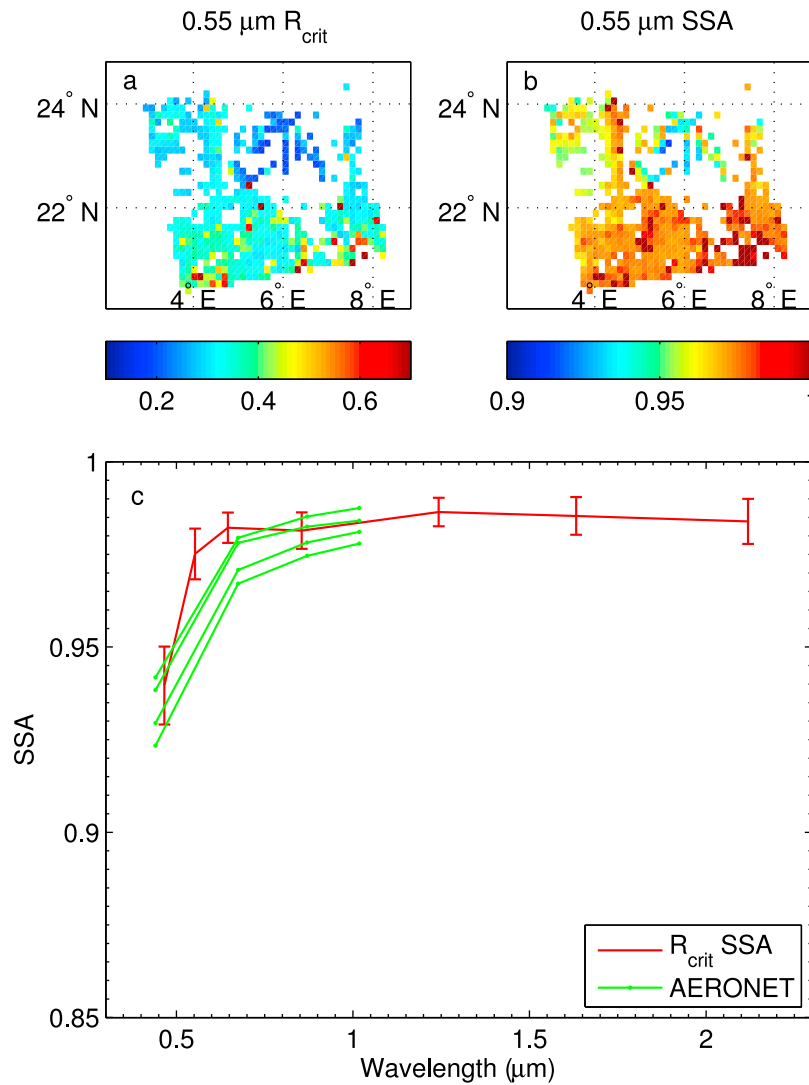 0.55 μm R_crit
0.55 μm SSA
a
24° N
22° N
4° E 6° E 8° E
b
24° N
22° N
4° E 6° E 8° E
0.2 0.4 0.6
0.9 0.95 1
c
1
0.95
0.9
0.85
SSA
0.5 1 1.5 2
Wavelength (μm)
R_crit SSA
AERONET